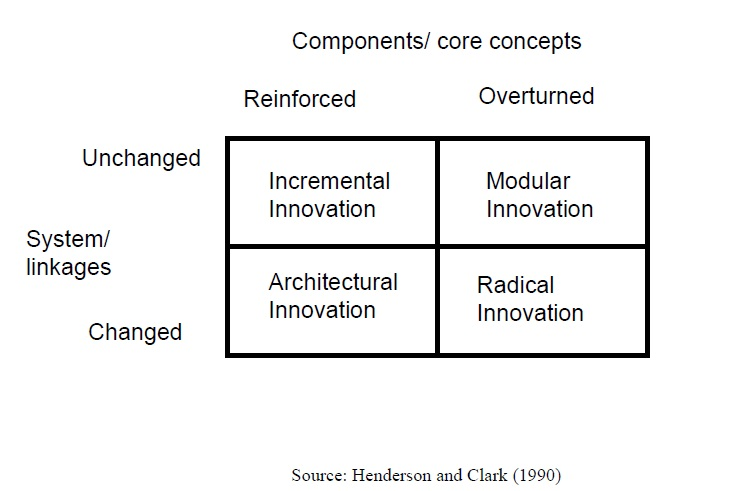 Components/ core concepts
Reinforced
Overturned
Unchanged
Incremental
Innovation
Modular
Innovation
System/
linkages
Architectural
Innovation
Radical
Innovation
Changed
Source: Henderson and Clark (1990)